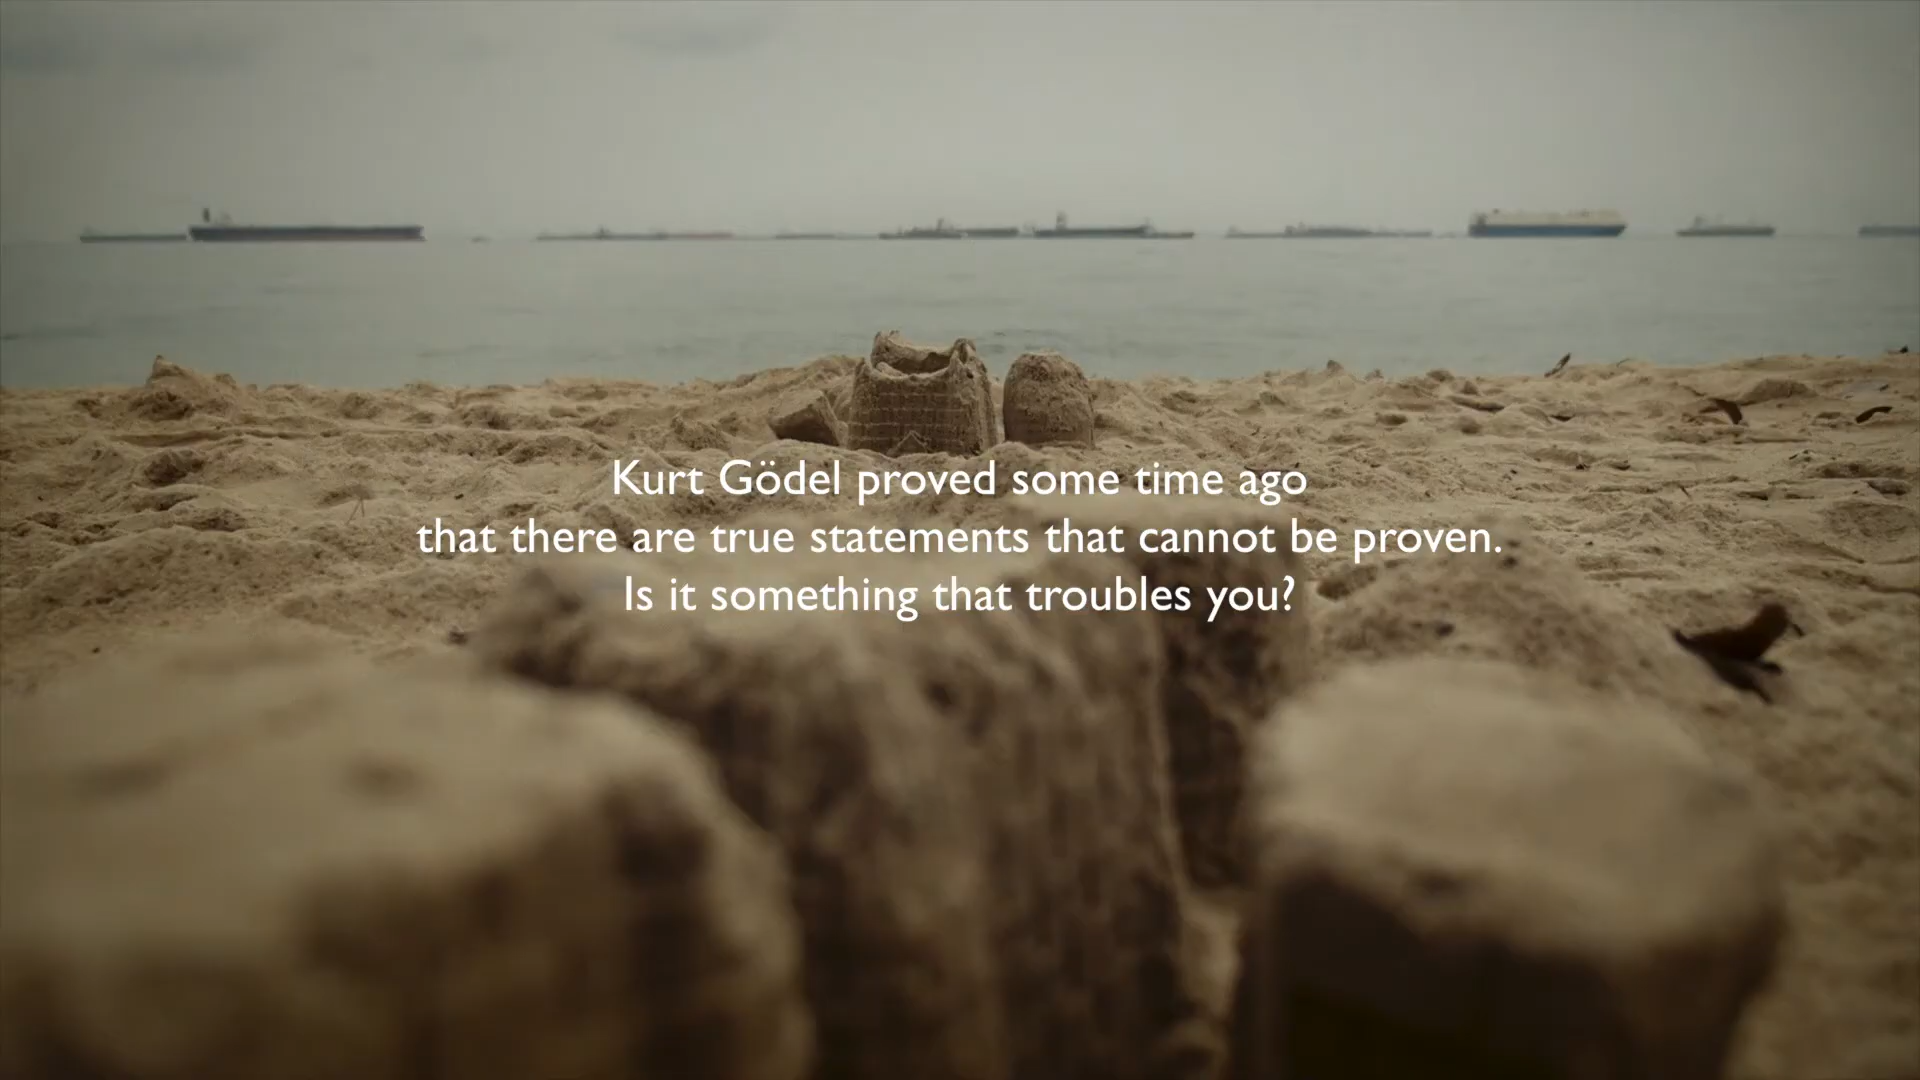 Kurt Gödel proved some time ago
that there are true statements that cannot be proven.
Is it something that troubles you?